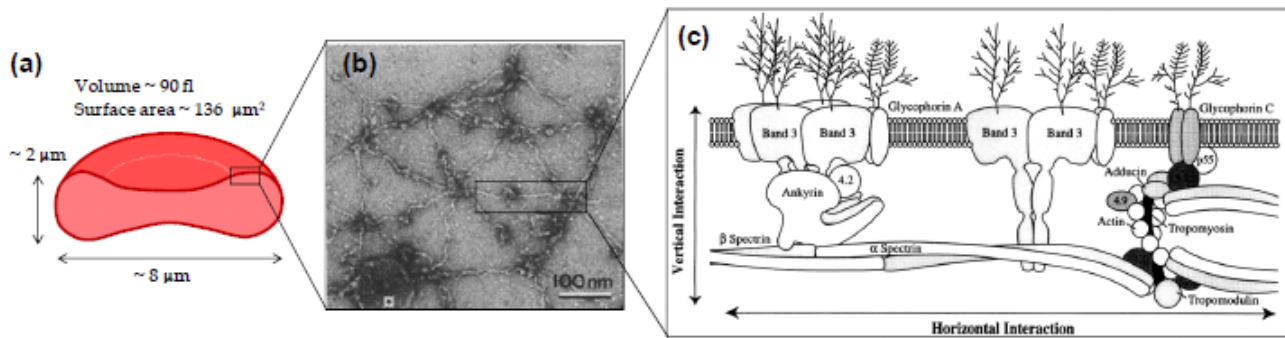 (a)
Volume ~ 90 fl
Surface area ~ 136 μm²
~ 2 μm
~ 8 μm
(b)
100 nm
(c)
Glycophorin A
Glycophorin C
Band 3
Band 3
Band 3
Band 3
p55
4.2
Adducin
Ankyrin
4.9
Actin
Tropomyosin
β Spectrin
α Spectrin
Tropomodulin
Vertical Interaction
Horizontal Interaction